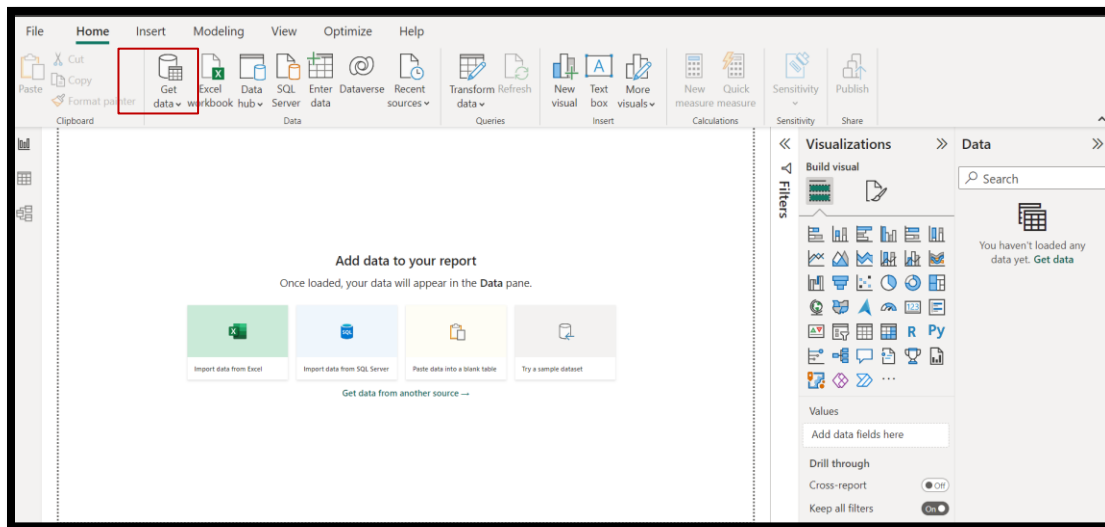 File Home Insert Modeling View Optimize Help
Paste
Cut
Copy
Format painter
Get data
Excel workbook
Data hub
SQL Server
Enter data
Dataverse
Recent sources
Transform data
Refresh
New visual
Text box
More visuals
New measure
Quick measure
Sensitivity
Publish
Clipboard Data Queries Insert Calculations Sensitivity Share
Filters
Visualizations
Build visual
Data
Search
You haven't loaded any
data yet. Get data
Add data to your report
Once loaded, your data will appear in the Data pane.
SQL
Import data from Excel
Import data from SQL Server
Paste data into a blank table
Try a sample dataset
Get data from another source →
123
R Py
...
Values
Add data fields here
Drill through
Cross-report Off
Keep all filters On